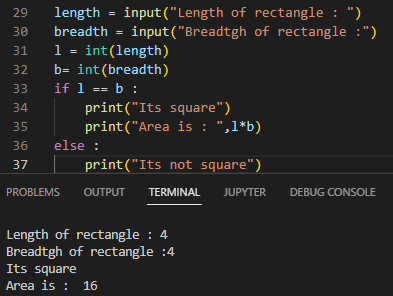 29 length = input("Length of rectangle : ")
30 breadth = input("Breadtgh of rectangle :")
31 l = int(length)
32 b= int(breadth)
33 if l == b :
34     print("Its square")
35     print("Area is : ",l*b)
36 else :
37     print("Its not square")
PROBLEMS OUTPUT TERMINAL JUPYTER DEBUG CONSOLE
Length of rectangle : 4
Breadtgh of rectangle :4
Its square
Area is :  16